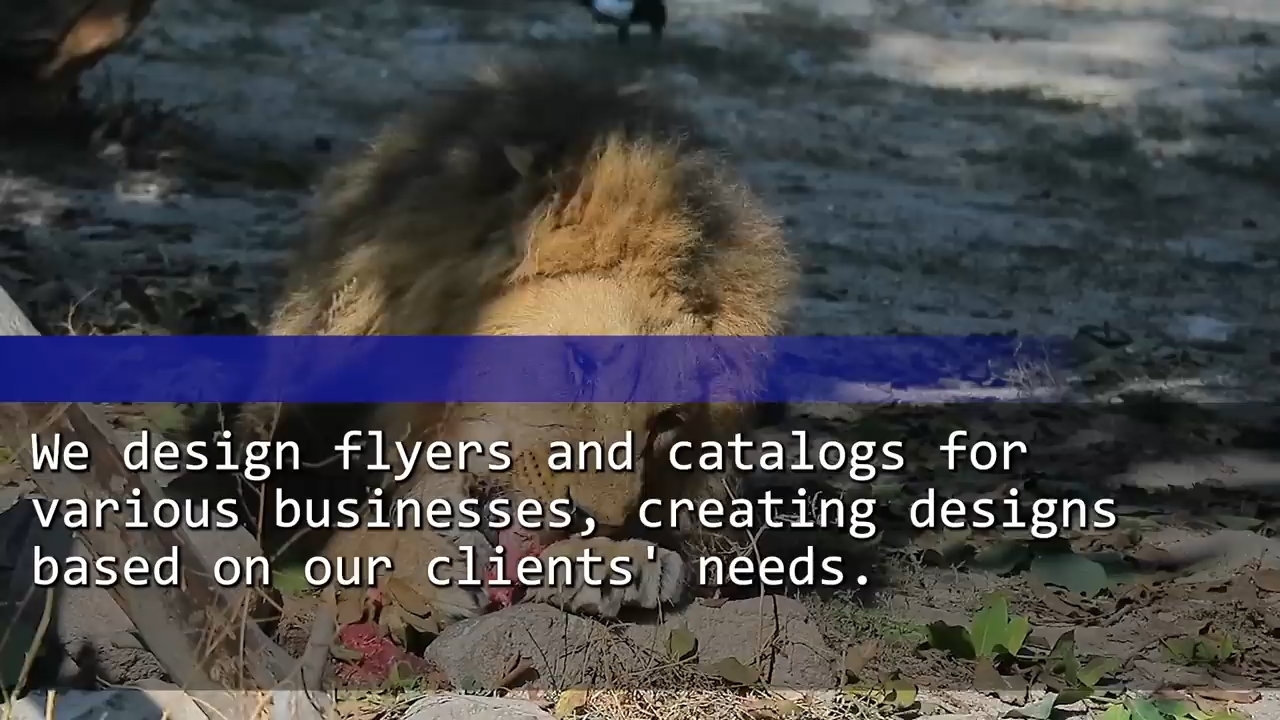 We design flyers and catalogs for
various businesses, creating designs
based on our clients' needs.